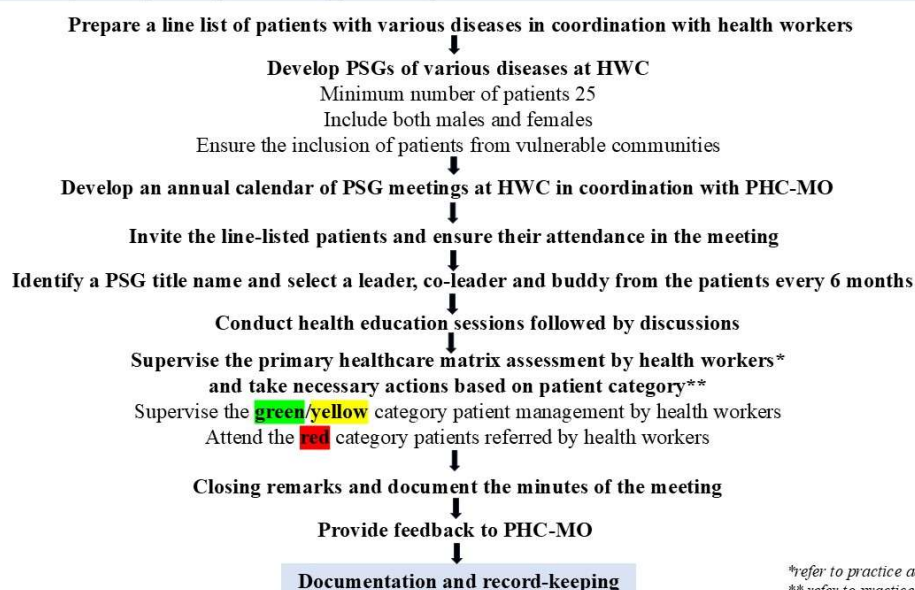 Prepare a line list of patients with various diseases in coordination with health workers
Develop PSGs of various diseases at HWC
Minimum number of patients 25
Include both males and females
Ensure the inclusion of patients from vulnerable communities
Develop an annual calendar of PSG meetings at HWC in coordination with PHC-MO
Invite the line-listed patients and ensure their attendance in the meeting
Identify a PSG title name and select a leader, co-leader and buddy from the patients every 6 months
Conduct health education sessions followed by discussions
Supervise the primary healthcare matrix assessment by health workers*
and take necessary actions based on patient category**
Supervise the green/yellow category patient management by health workers
Attend the red category patients referred by health workers
Closing remarks and document the minutes of the meeting
Provide feedback to PHC-MO
Documentation and record-keeping
*refer to practice
** refer to practice